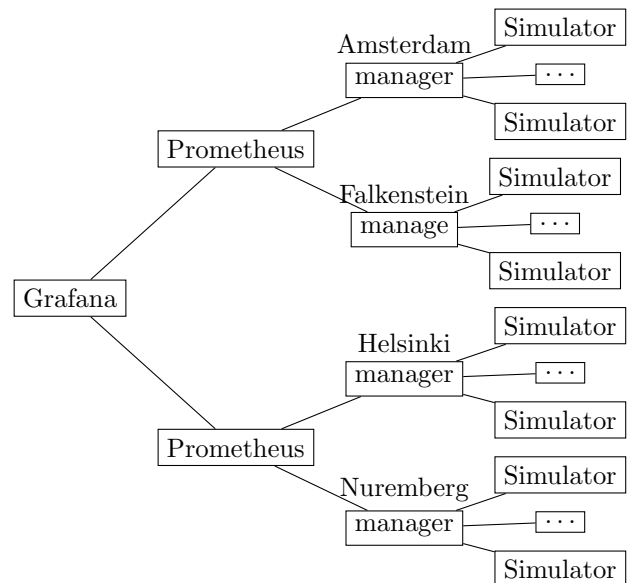 Simulator
Amsterdam
manager
· · ·
Simulator
Prometheus
Simulator
Falkenstein
manage
· · ·
Simulator
Grafana
Simulator
Helsinki
manager
· · ·
Simulator
Prometheus
Simulator
Nuremberg
manager
· · ·
Simulator